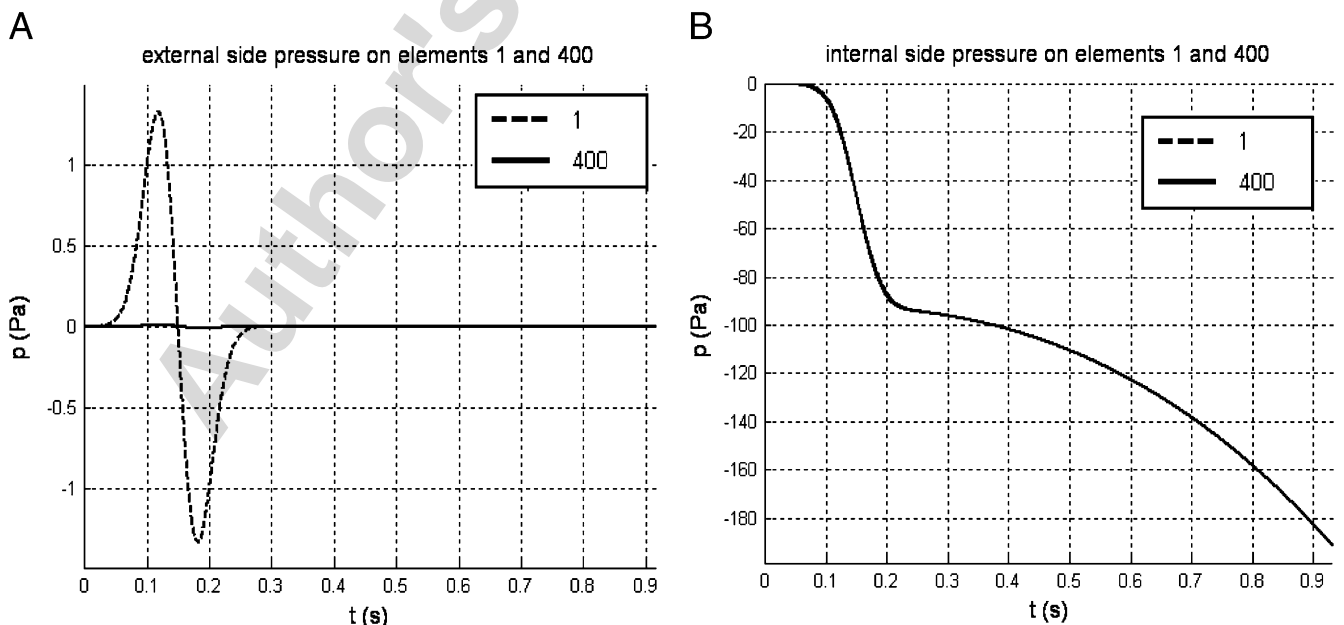 A
external side pressure on elements 1 and 400
1
400
1
0.5
0
-0.5
-1
p (Pa)
0 0.1 0.2 0.3 0.4 0.5 0.6 0.7 0.8 0.9
t (s)
Author's
B
internal side pressure on elements 1 and 400
1
400
0
-20
-40
-60
-80
-100
-120
-140
-160
-180
p (Pa)
0 0.1 0.2 0.3 0.4 0.5 0.6 0.7 0.8 0.9
t (s)